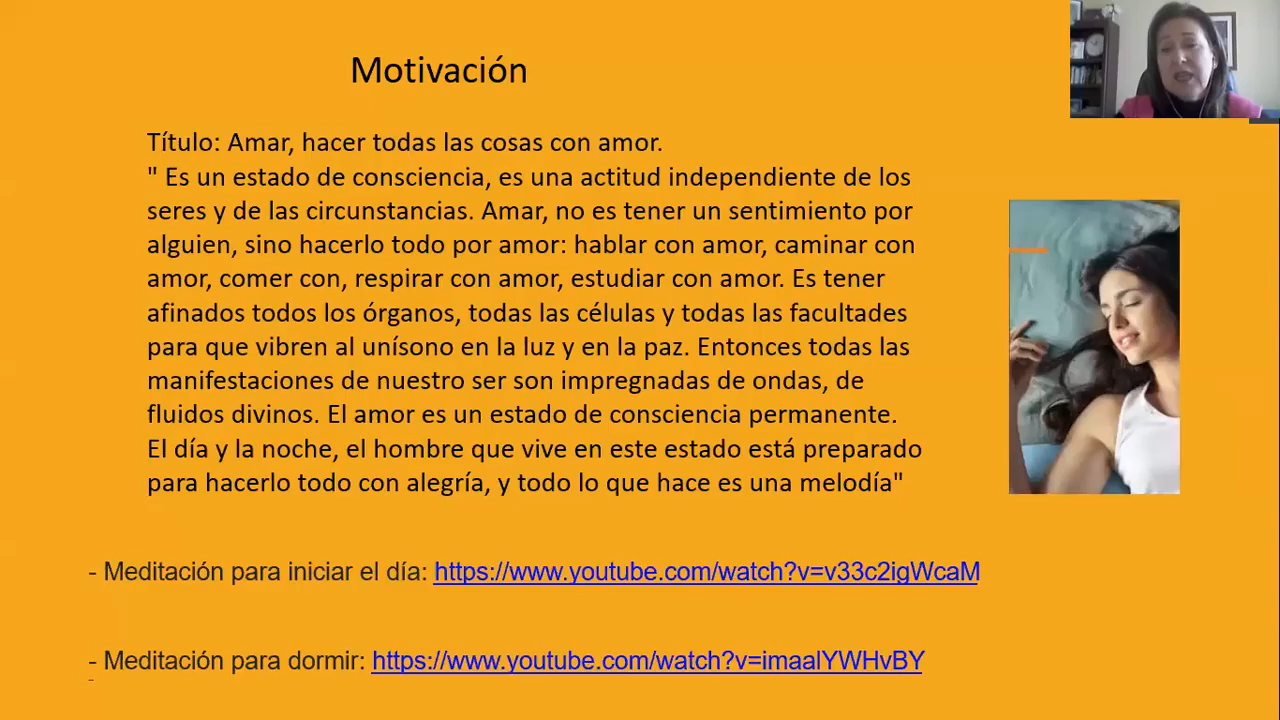 Motivación
Título: Amar, hacer todas las cosas con amor.
" Es un estado de consciencia, es una actitud independiente de los
seres y de las circunstancias. Amar, no es tener un sentimiento por
alguien, sino hacerlo todo por amor: hablar con amor, caminar con
amor, comer con, respirar con amor, estudiar con amor. Es tener
afinados todos los órganos, todas las células y todas las facultades
para que vibren al unísono en la luz y en la paz. Entonces todas las
manifestaciones de nuestro ser son impregnadas de ondas, de
fluidos divinos. El amor es un estado de consciencia permanente.
El día y la noche, el hombre que vive en este estado está preparado
para hacerlo todo con alegría, y todo lo que hace es una melodía"
- Meditación para iniciar el día: https://www.youtube.com/watch?v=v33c2igWcaM
- Meditación para dormir: https://www.youtube.com/watch?v=imaalYWHvBY
-